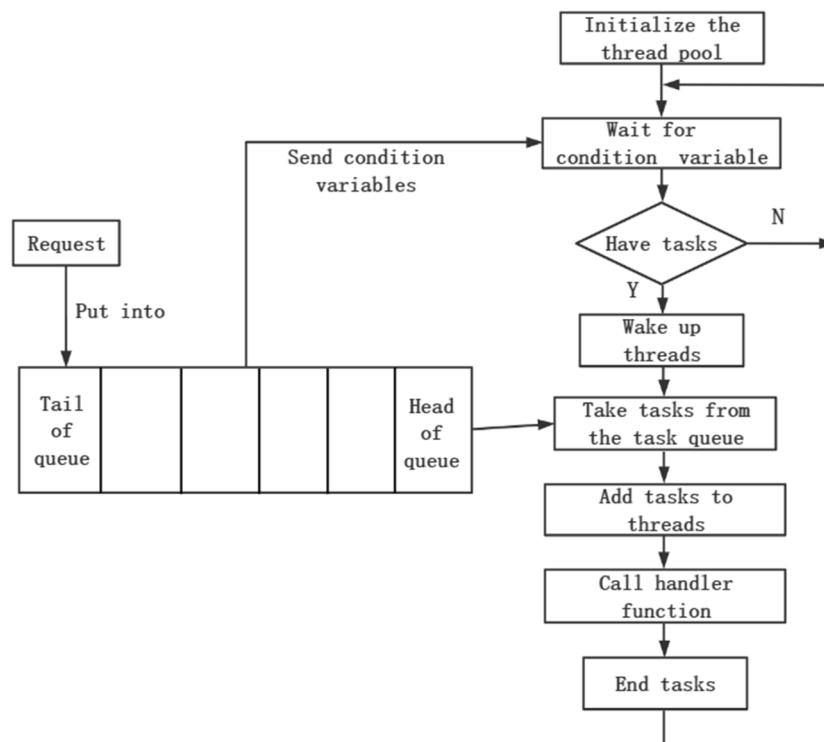 Initialize the
thread pool
Wait for
condition variable
Send condition
variables
N
Request
Have tasks
Y
Put into
Wake up
threads
Tail
of
queue
Head
of
queue
Take tasks from
the task queue
Add tasks to
threads
Call handler
function
End tasks